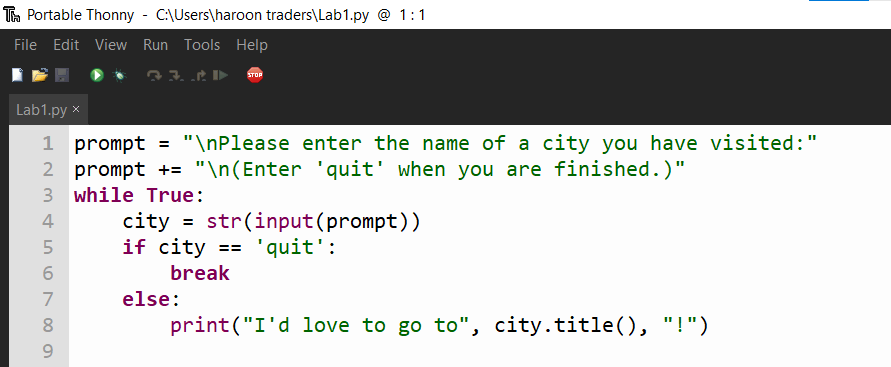 Portable Thonny - C:\Users\haroon traders\Lab1.py @ 1 : 1
File Edit View Run Tools Help
STOP
Lab1.py ×
1 prompt = "\nPlease enter the name of a city you have visited:"
2 prompt += "\n(Enter 'quit' when you are finished.)"
3 while True:
4     city = str(input(prompt))
5     if city == 'quit':
6         break
7     else:
8         print("I'd love to go to", city.title(), "!")
9